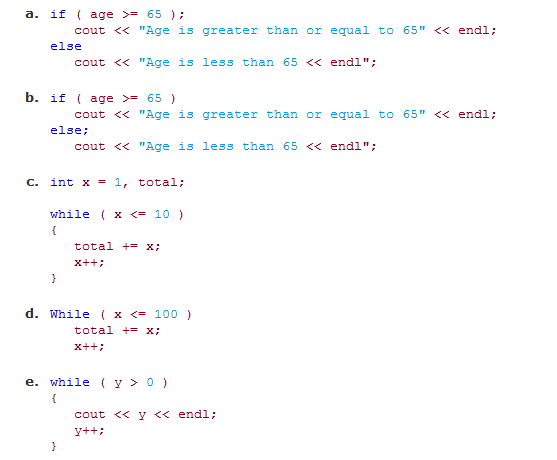 a. if ( age >= 65 );
cout << "Age is greater than or equal to 65" << endl;
else
cout << "Age is less than 65 << endl";
b. if ( age >= 65 )
cout << "Age is greater than or equal to 65" << endl;
else;
cout << "Age is less than 65 << endl";
c. int x = 1, total;
while ( x <= 10 )
{
total += x;
x++;
}
d. While ( x <= 100 )
total += x;
x++;
e. while ( y > 0 )
{
cout << y << endl;
y++;
}